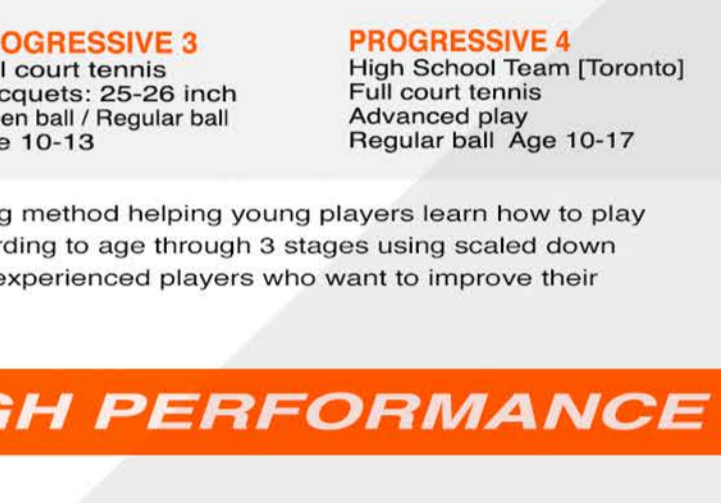 OGRESSIVE 3
l court tennis
cquets: 25-26 inch
en ball / Regular ball
e 10-13
PROGRESSIVE 4
High School Team [Toronto]
Full court tennis
Advanced play
Regular ball Age 10-17
g method helping young players learn how to play
rding to age through 3 stages using scaled down
experienced players who want to improve their
GH PERFORMANCE